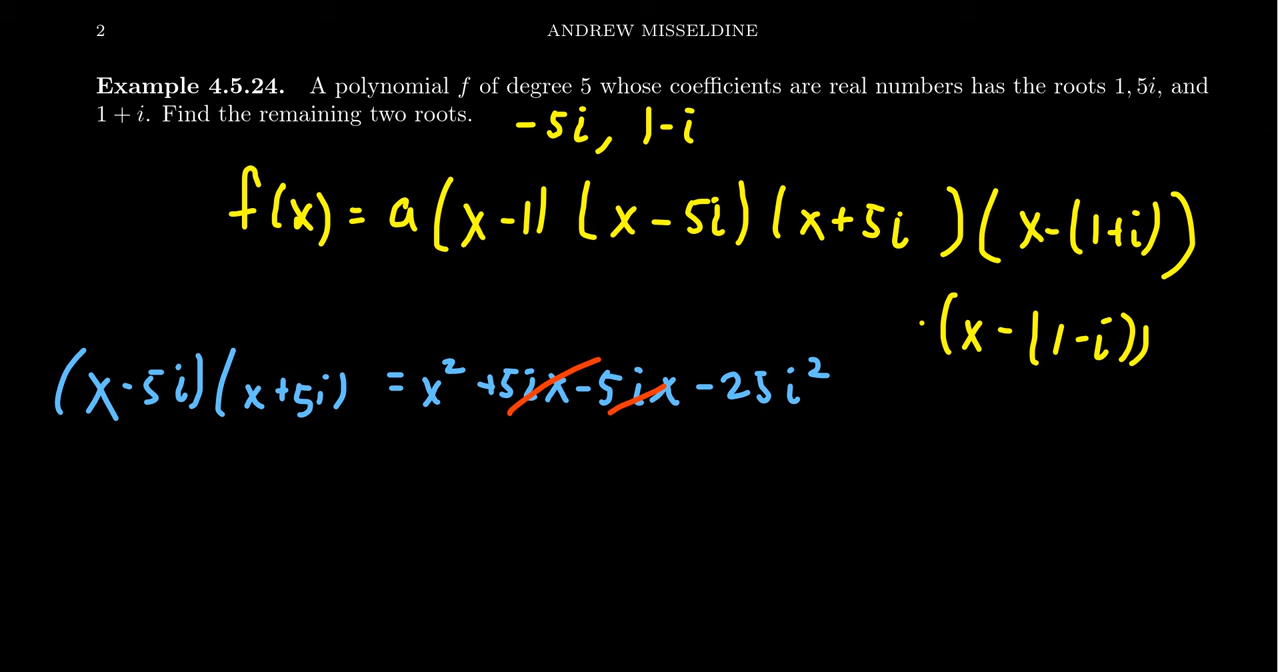 2 ANDREW MISSELDINE
Example 4.5.24. A polynomial f of degree 5 whose coefficients are real numbers has the roots 1, 5i, and
1 + i. Find the remaining two roots.
-5i, 1-i
f(x) = a(x-1)(x-5i)(x+5i)(x-(1+i))
·(x-(1-i))
(x-5i)(x+5i) = x² +5ix-5ix-25i²